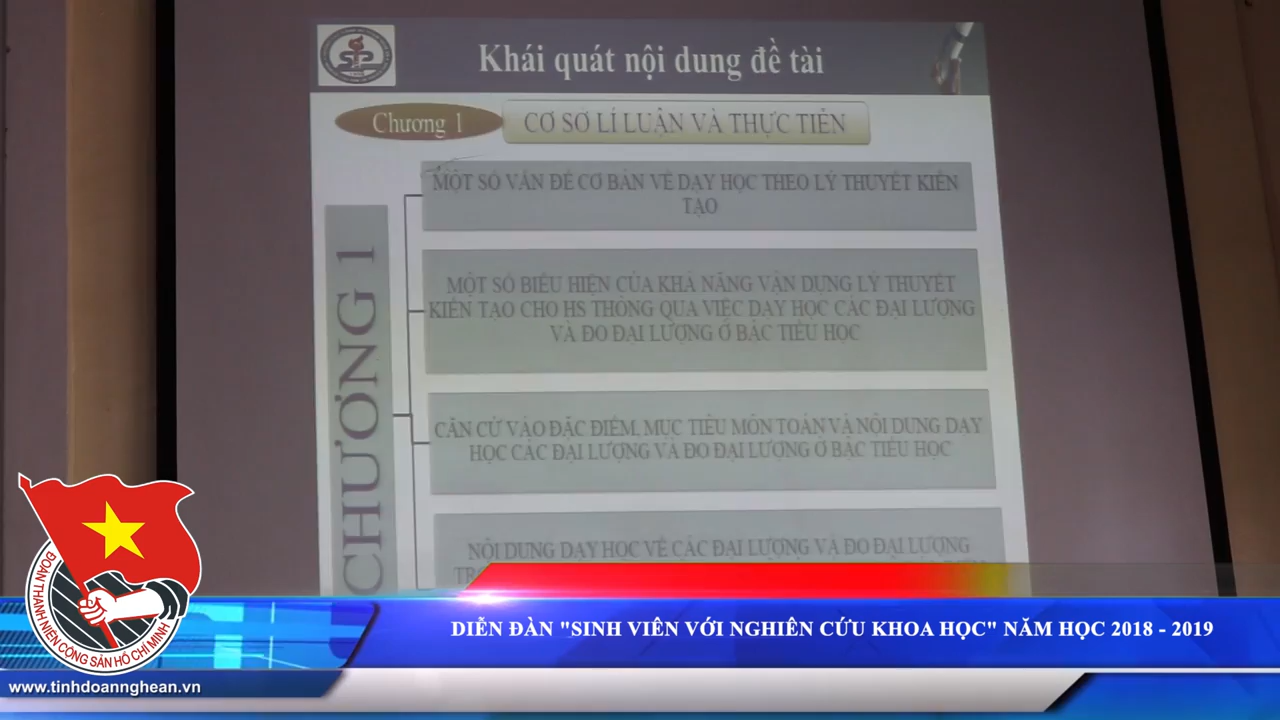 Khái quát nội dung đề tài
Chương 1
CƠ SỞ LÍ LUẬN VÀ THỰC TIỄN
CHƯƠNG 1
MỘT SỐ VẤN ĐỀ CƠ BẢN VỀ DẠY HỌC THEO LÝ THUYẾT KIẾN
TẠO
MỘT SỐ BIỂU HIỆN CỦA KHẢ NĂNG VẬN DỤNG LÝ THUYẾT
KIẾN TẠO CHO HS THÔNG QUA VIỆC DẠY HỌC CÁC ĐẠI LƯỢNG
VÀ ĐO ĐẠI LƯỢNG Ở BẬC TIỂU HỌC
CĂN CỨ VÀO ĐẶC ĐIỂM, MỤC TIÊU MÔN TOÁN VÀ NỘI DUNG DẠY
HỌC CÁC ĐẠI LƯỢNG VÀ ĐO ĐẠI LƯỢNG Ở BẬC TIỂU HỌC
NỘI DUNG DẠY HỌC VỀ CÁC ĐẠI LƯỢNG VÀ ĐO ĐẠI LƯỢNG
ĐOÀN THANH NIÊN CỘNG SẢN HỒ CHÍ MINH
DIỄN ĐÀN "SINH VIÊN VỚI NGHIÊN CỨU KHOA HỌC" NĂM HỌC 2018 - 2019
www.tinhdoannghean.vn